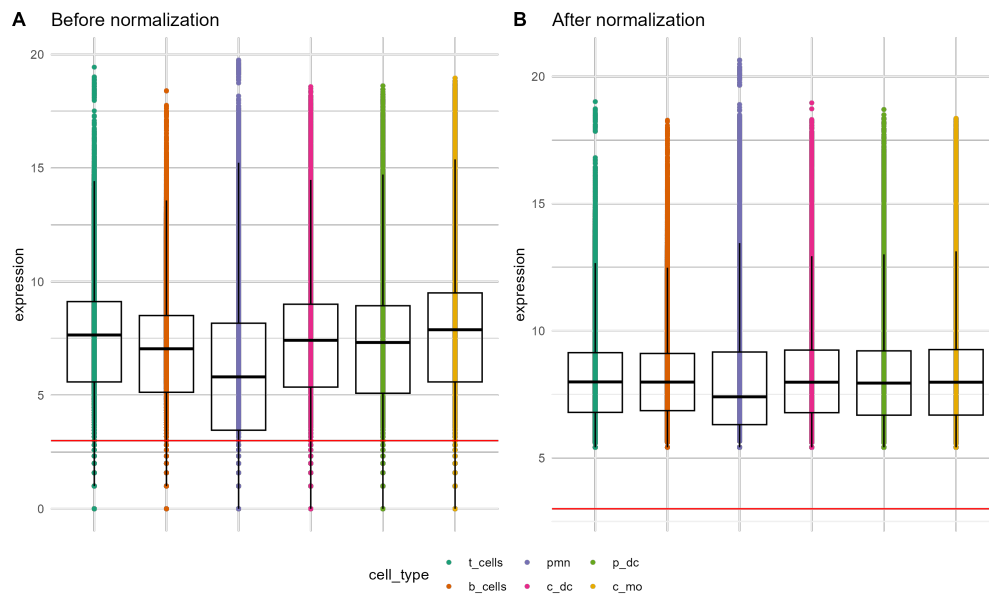 A Before normalization
B After normalization
expression
20
15
10
5
0
expression
20
15
10
5
cell_type
t_cells pmn p_dc
b_cells c_dc c_mo